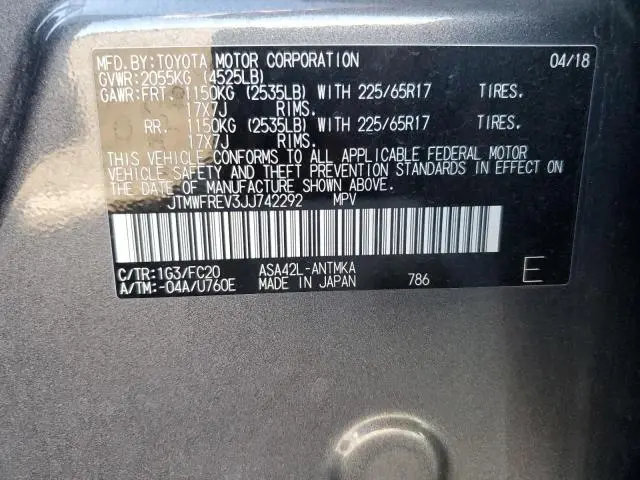 MFD.BY:TOYOTA MOTOR CORPORATION 04/18
GVWR:2055KG (4525LB)
GAWR:FRT. 1150KG (2535LB) WITH 225/65R17 TIRES.
17X7J RIMS.
RR. 1150KG (2535LB) WITH 225/65R17 TIRES.
17X7J RIMS.
THIS VEHICLE CONFORMS TO ALL APPLICABLE FEDERAL MOTOR
VEHICLE SAFETY AND THEFT PREVENTION STANDARDS IN EFFECT ON
THE DATE OF MANUFACTURE SHOWN ABOVE.
JTMWFREV3JJ742292 MPV
C/TR:1G3/FC20 ASA42L-ANTMKA
A/TM:-04A/U760E MADE IN JAPAN 786 E